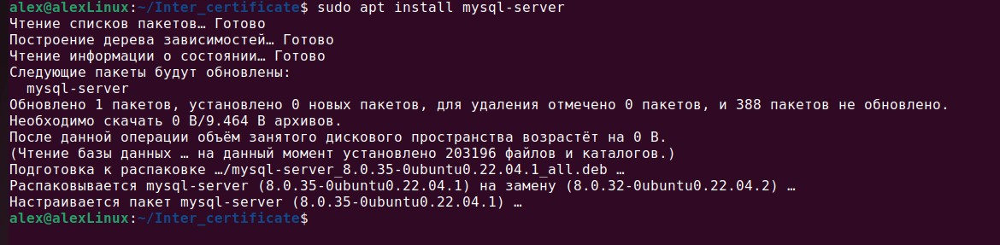 alex@alexLinux:~/Inter_certificate$ sudo apt install mysql-server
Чтение списков пакетов… Готово
Построение дерева зависимостей… Готово
Чтение информации о состоянии… Готово
Следующие пакеты будут обновлены:
  mysql-server
Обновлено 1 пакетов, установлено 0 новых пакетов, для удаления отмечено 0 пакетов, и 388 пакетов не обновлено.
Необходимо скачать 0 B/9.464 B архивов.
После данной операции объём занятого дискового пространства возрастёт на 0 B.
(Чтение базы данных … на данный момент установлено 203196 файлов и каталогов.)
Подготовка к распаковке …/mysql-server_8.0.35-0ubuntu0.22.04.1_all.deb …
Распаковывается mysql-server (8.0.35-0ubuntu0.22.04.1) на замену (8.0.32-0ubuntu0.22.04.2) …
Настраивается пакет mysql-server (8.0.35-0ubuntu0.22.04.1) …
alex@alexLinux:~/Inter_certificate$